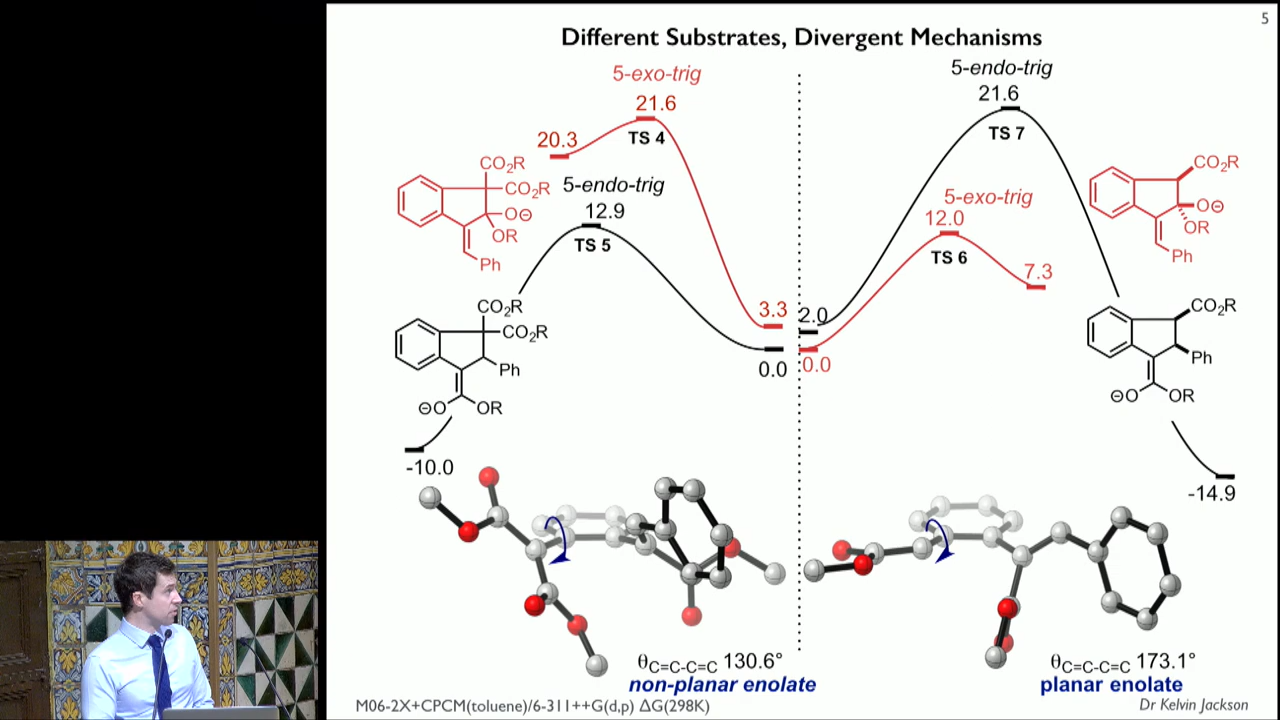 5
Different Substrates, Divergent Mechanisms
5-exo-trig
21.6
20.3
TS 4
CO₂R
CO₂R
O⊖
OR
Ph
5-endo-trig
12.9
TS 5
3.3
0.0
CO₂R
CO₂R
Ph
⊖O
OR
-10.0
5-endo-trig
21.6
TS 7
5-exo-trig
12.0
TS 6
7.3
2.0
0.0
CO₂R
O⊖
OR
Ph
CO₂R
Ph
⊖O
OR
-14.9
θC=C-C=C 130.6°
non-planar enolate
θC=C-C=C 173.1°
planar enolate
M06-2X+CPCM(toluene)/6-311++G(d,p) ΔG(298K)
Dr Kelvin Jackson